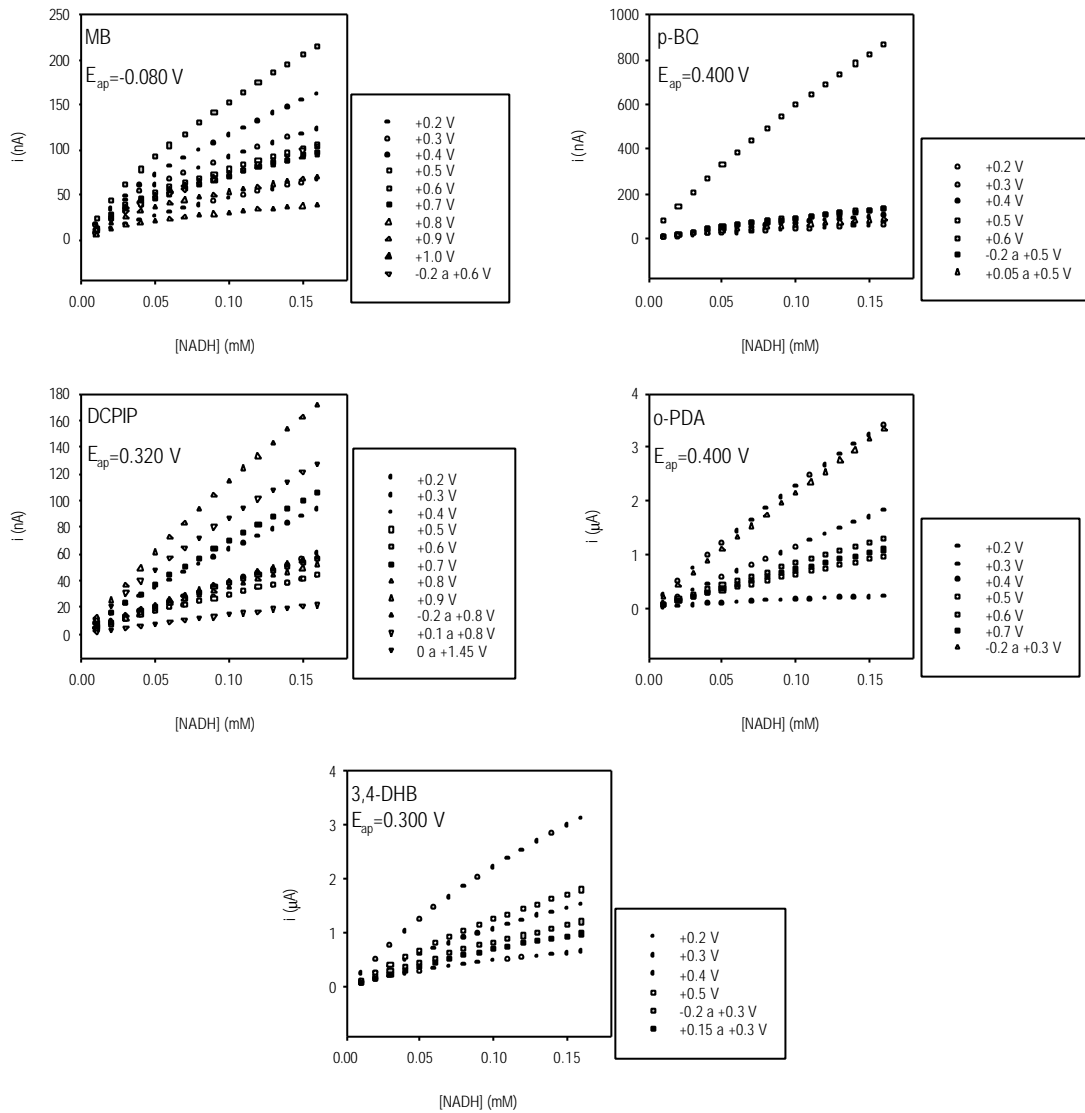 MB
E_ap=-0.080 V
250
200
150
100
50
0
i (nA)
0.00 0.05 0.10 0.15
[NADH] (mM)
+0.2 V
+0.3 V
+0.4 V
+0.5 V
+0.6 V
+0.7 V
+0.8 V
+0.9 V
+1.0 V
-0.2 a +0.6 V
p-BQ
E_ap=0.400 V
1000
800
600
400
200
0
i (nA)
0.00 0.05 0.10 0.15
[NADH] (mM)
+0.2 V
+0.3 V
+0.4 V
+0.5 V
+0.6 V
-0.2 a +0.5 V
+0.05 a +0.5 V
DCPIP
E_ap=0.320 V
180
160
140
120
100
80
60
40
20
0
i (nA)
0.00 0.05 0.10 0.15
[NADH] (mM)
+0.2 V
+0.3 V
+0.4 V
+0.5 V
+0.6 V
+0.7 V
+0.8 V
+0.9 V
-0.2 a +0.8 V
+0.1 a +0.8 V
0 a +1.45 V
o-PDA
E_ap=0.400 V
4
3
2
1
0
i (µA)
0.00 0.05 0.10 0.15
[NADH] (mM)
+0.2 V
+0.3 V
+0.4 V
+0.5 V
+0.6 V
+0.7 V
-0.2 a +0.3 V
3,4-DHB
E_ap=0.300 V
4
3
2
1
0
i (µA)
0.00 0.05 0.10 0.15
[NADH] (mM)
+0.2 V
+0.3 V
+0.4 V
+0.5 V
-0.2 a +0.3 V
+0.15 a +0.3 V